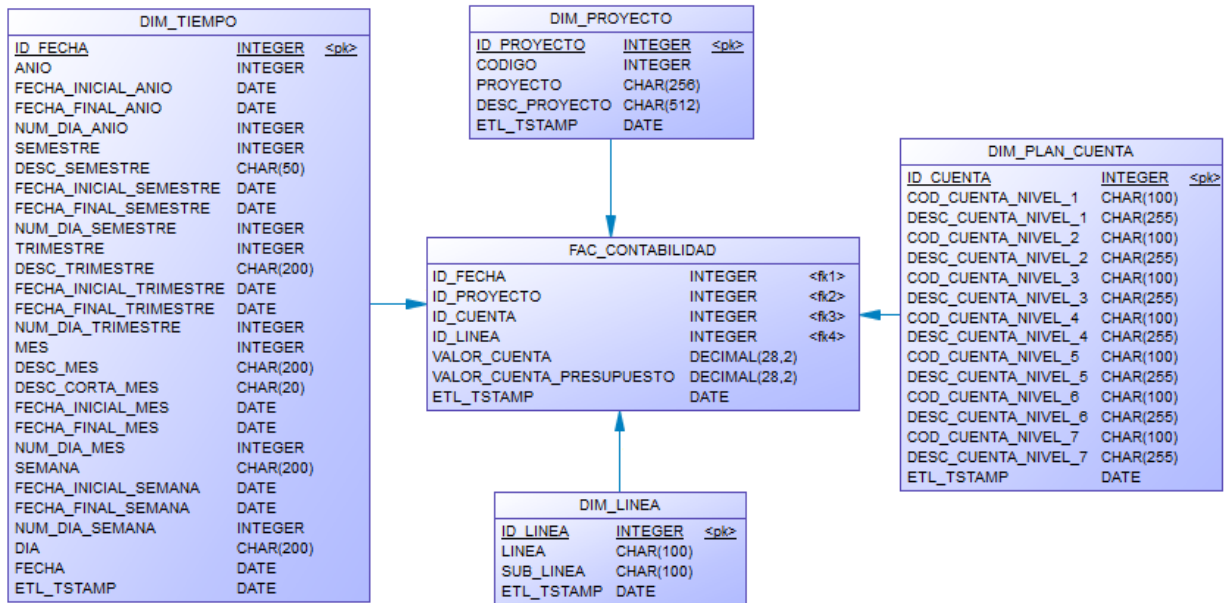 DIM_TIEMPO
ID_FECHA INTEGER <pk>
ANIO INTEGER
FECHA_INICIAL_ANIO DATE
FECHA_FINAL_ANIO DATE
NUM_DIA_ANIO INTEGER
SEMESTRE INTEGER
DESC_SEMESTRE CHAR(50)
FECHA_INICIAL_SEMESTRE DATE
FECHA_FINAL_SEMESTRE DATE
NUM_DIA_SEMESTRE INTEGER
TRIMESTRE INTEGER
DESC_TRIMESTRE CHAR(200)
FECHA_INICIAL_TRIMESTRE DATE
FECHA_FINAL_TRIMESTRE DATE
NUM_DIA_TRIMESTRE INTEGER
MES INTEGER
DESC_MES CHAR(200)
DESC_CORTA_MES CHAR(20)
FECHA_INICIAL_MES DATE
FECHA_FINAL_MES DATE
NUM_DIA_MES INTEGER
SEMANA CHAR(200)
FECHA_INICIAL_SEMANA DATE
FECHA_FINAL_SEMANA DATE
NUM_DIA_SEMANA INTEGER
DIA CHAR(200)
FECHA DATE
ETL_TSTAMP DATE
DIM_PROYECTO
ID_PROYECTO INTEGER <pk>
CODIGO INTEGER
PROYECTO CHAR(256)
DESC_PROYECTO CHAR(512)
ETL_TSTAMP DATE
FAC_CONTABILIDAD
ID_FECHA INTEGER <fk1>
ID_PROYECTO INTEGER <fk2>
ID_CUENTA INTEGER <fk3>
ID_LINEA INTEGER <fk4>
VALOR_CUENTA DECIMAL(28,2)
VALOR_CUENTA_PRESUPUESTO DECIMAL(28,2)
ETL_TSTAMP DATE
DIM_LINEA
ID_LINEA INTEGER <pk>
LINEA CHAR(100)
SUB_LINEA CHAR(100)
ETL_TSTAMP DATE
DIM_PLAN_CUENTA
ID_CUENTA INTEGER <pk>
COD_CUENTA_NIVEL_1 CHAR(100)
DESC_CUENTA_NIVEL_1 CHAR(255)
COD_CUENTA_NIVEL_2 CHAR(100)
DESC_CUENTA_NIVEL_2 CHAR(255)
COD_CUENTA_NIVEL_3 CHAR(100)
DESC_CUENTA_NIVEL_3 CHAR(255)
COD_CUENTA_NIVEL_4 CHAR(100)
DESC_CUENTA_NIVEL_4 CHAR(255)
COD_CUENTA_NIVEL_5 CHAR(100)
DESC_CUENTA_NIVEL_5 CHAR(255)
COD_CUENTA_NIVEL_6 CHAR(100)
DESC_CUENTA_NIVEL_6 CHAR(255)
COD_CUENTA_NIVEL_7 CHAR(100)
DESC_CUENTA_NIVEL_7 CHAR(255)
ETL_TSTAMP DATE